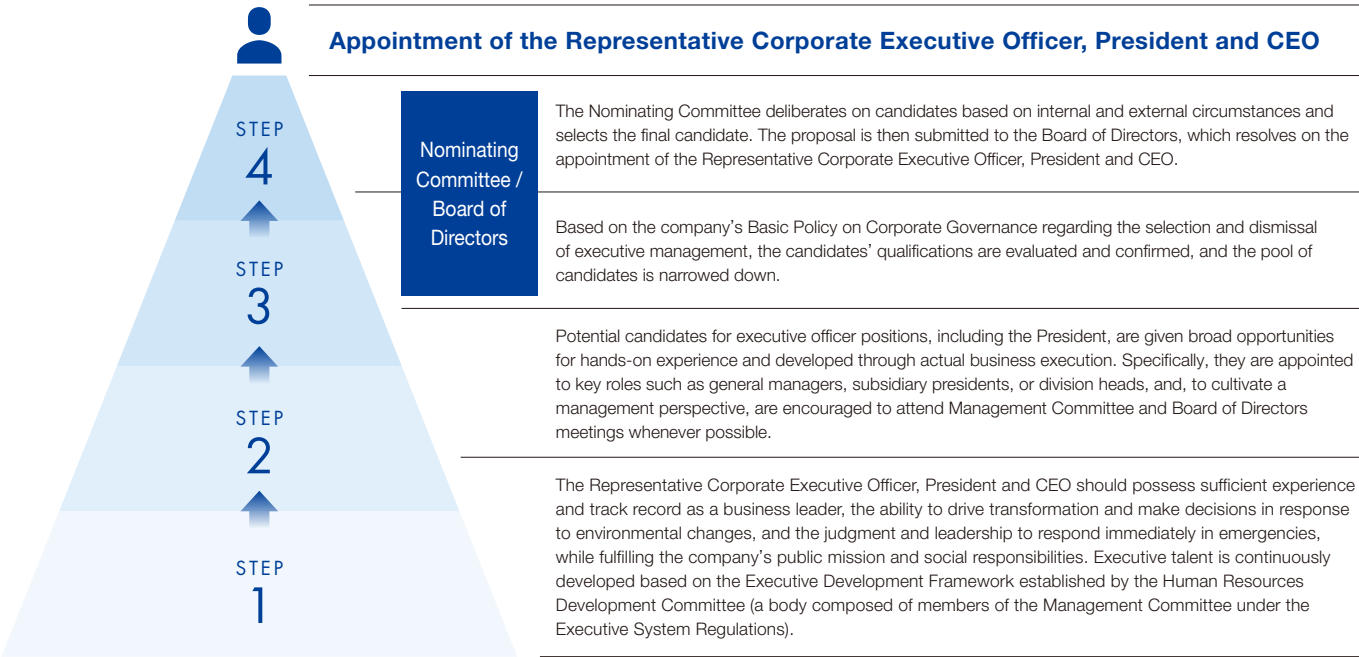 Appointment of the Representative Corporate Executive Officer, President and CEO
STEP
4
Nominating
Committee /
Board of
Directors
The Nominating Committee deliberates on candidates based on internal and external circumstances and
selects the final candidate. The proposal is then submitted to the Board of Directors, which resolves on the
appointment of the Representative Corporate Executive Officer, President and CEO.
STEP
3
Based on the company's Basic Policy on Corporate Governance regarding the selection and dismissal
of executive management, the candidates' qualifications are evaluated and confirmed, and the pool of
candidates is narrowed down.
STEP
2
Potential candidates for executive officer positions, including the President, are given broad opportunities
for hands-on experience and developed through actual business execution. Specifically, they are appointed
to key roles such as general managers, subsidiary presidents, or division heads, and, to cultivate a
management perspective, are encouraged to attend Management Committee and Board of Directors
meetings whenever possible.
STEP
1
The Representative Corporate Executive Officer, President and CEO should possess sufficient experience
and track record as a business leader, the ability to drive transformation and make decisions in response
to environmental changes, and the judgment and leadership to respond immediately in emergencies,
while fulfilling the company's public mission and social responsibilities. Executive talent is continuously
developed based on the Executive Development Framework established by the Human Resources
Development Committee (a body composed of members of the Management Committee under the
Executive System Regulations).